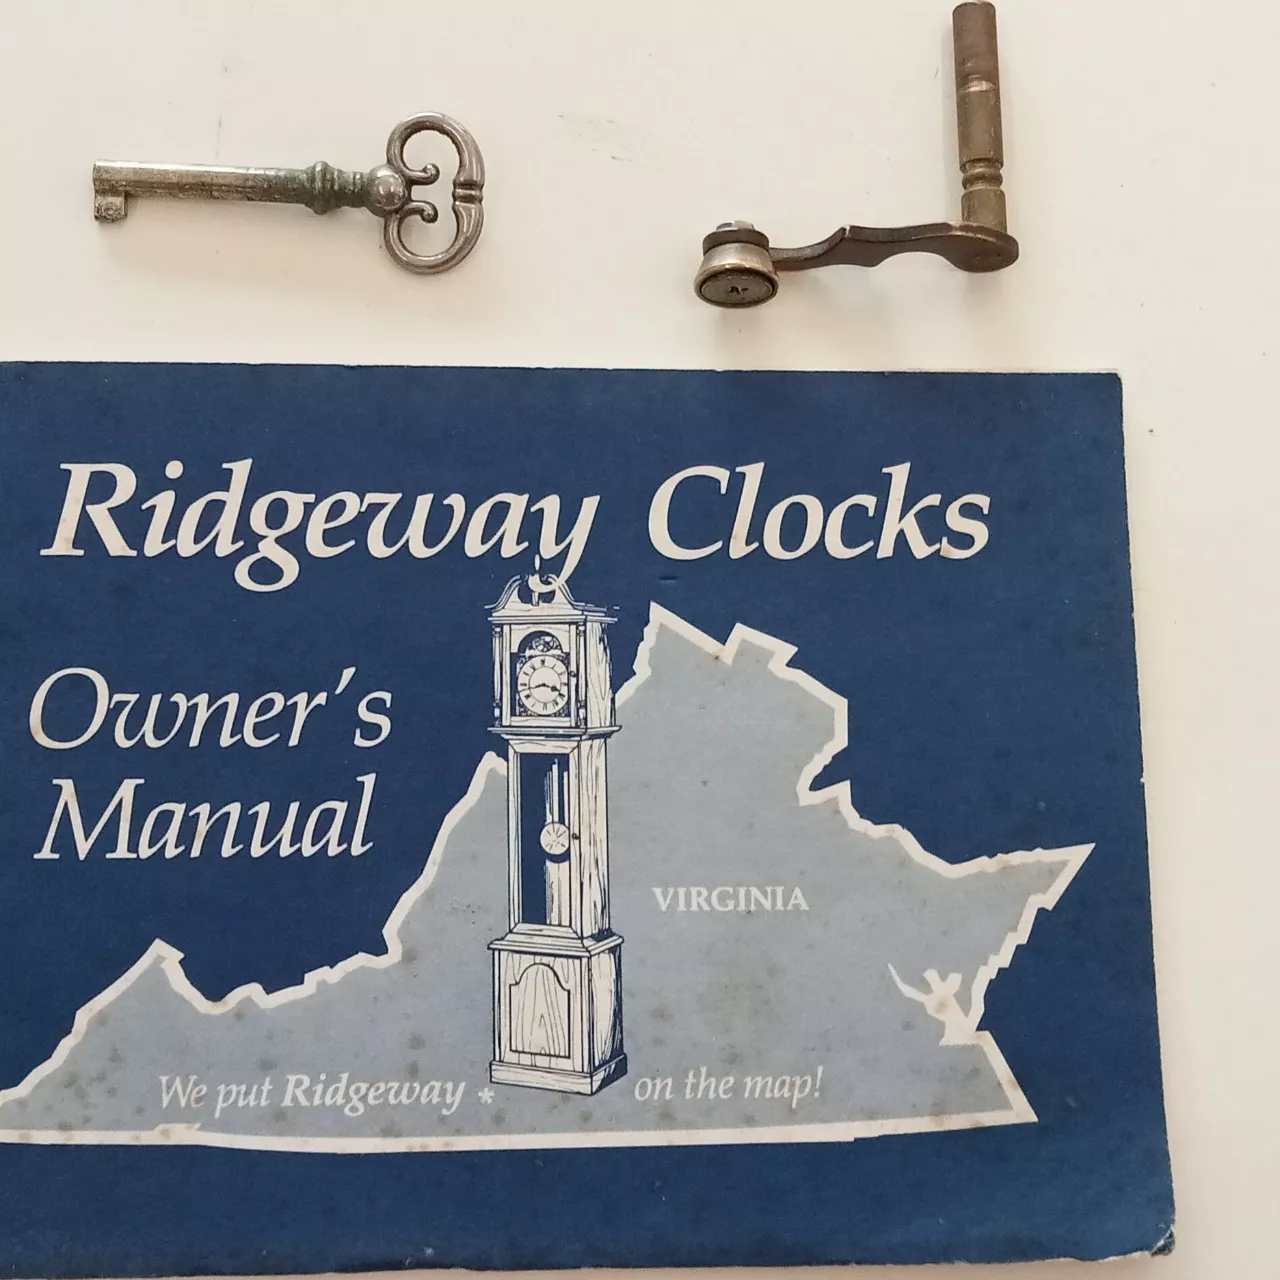 Ridgeway Clocks
Owner's
Manual
VIRGINIA
We put Ridgeway * on the map!